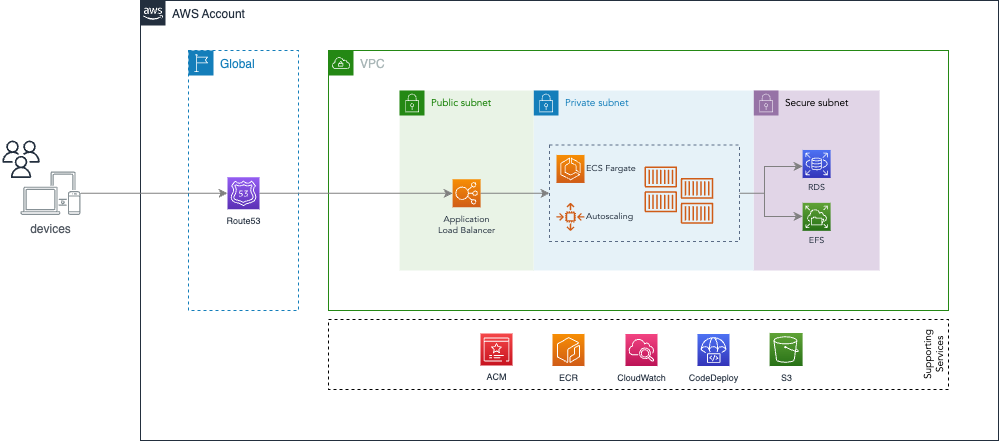 aws
AWS Account
Global
VPC
Public subnet
Private subnet
Secure subnet
ECS Fargate
RDS
53
Route53
Application
Load Balancer
Autoscaling
EFS
devices
ACM
ECR
CloudWatch
CodeDeploy
S3
Supporting
Services